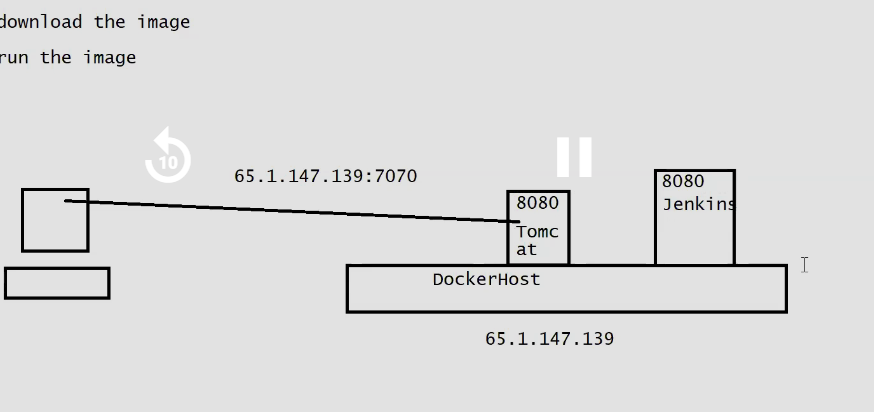 download the image
run the image
10
65.1.147.139:7070
8080
Tomc
at
8080
Jenkins
DockerHost
65.1.147.139